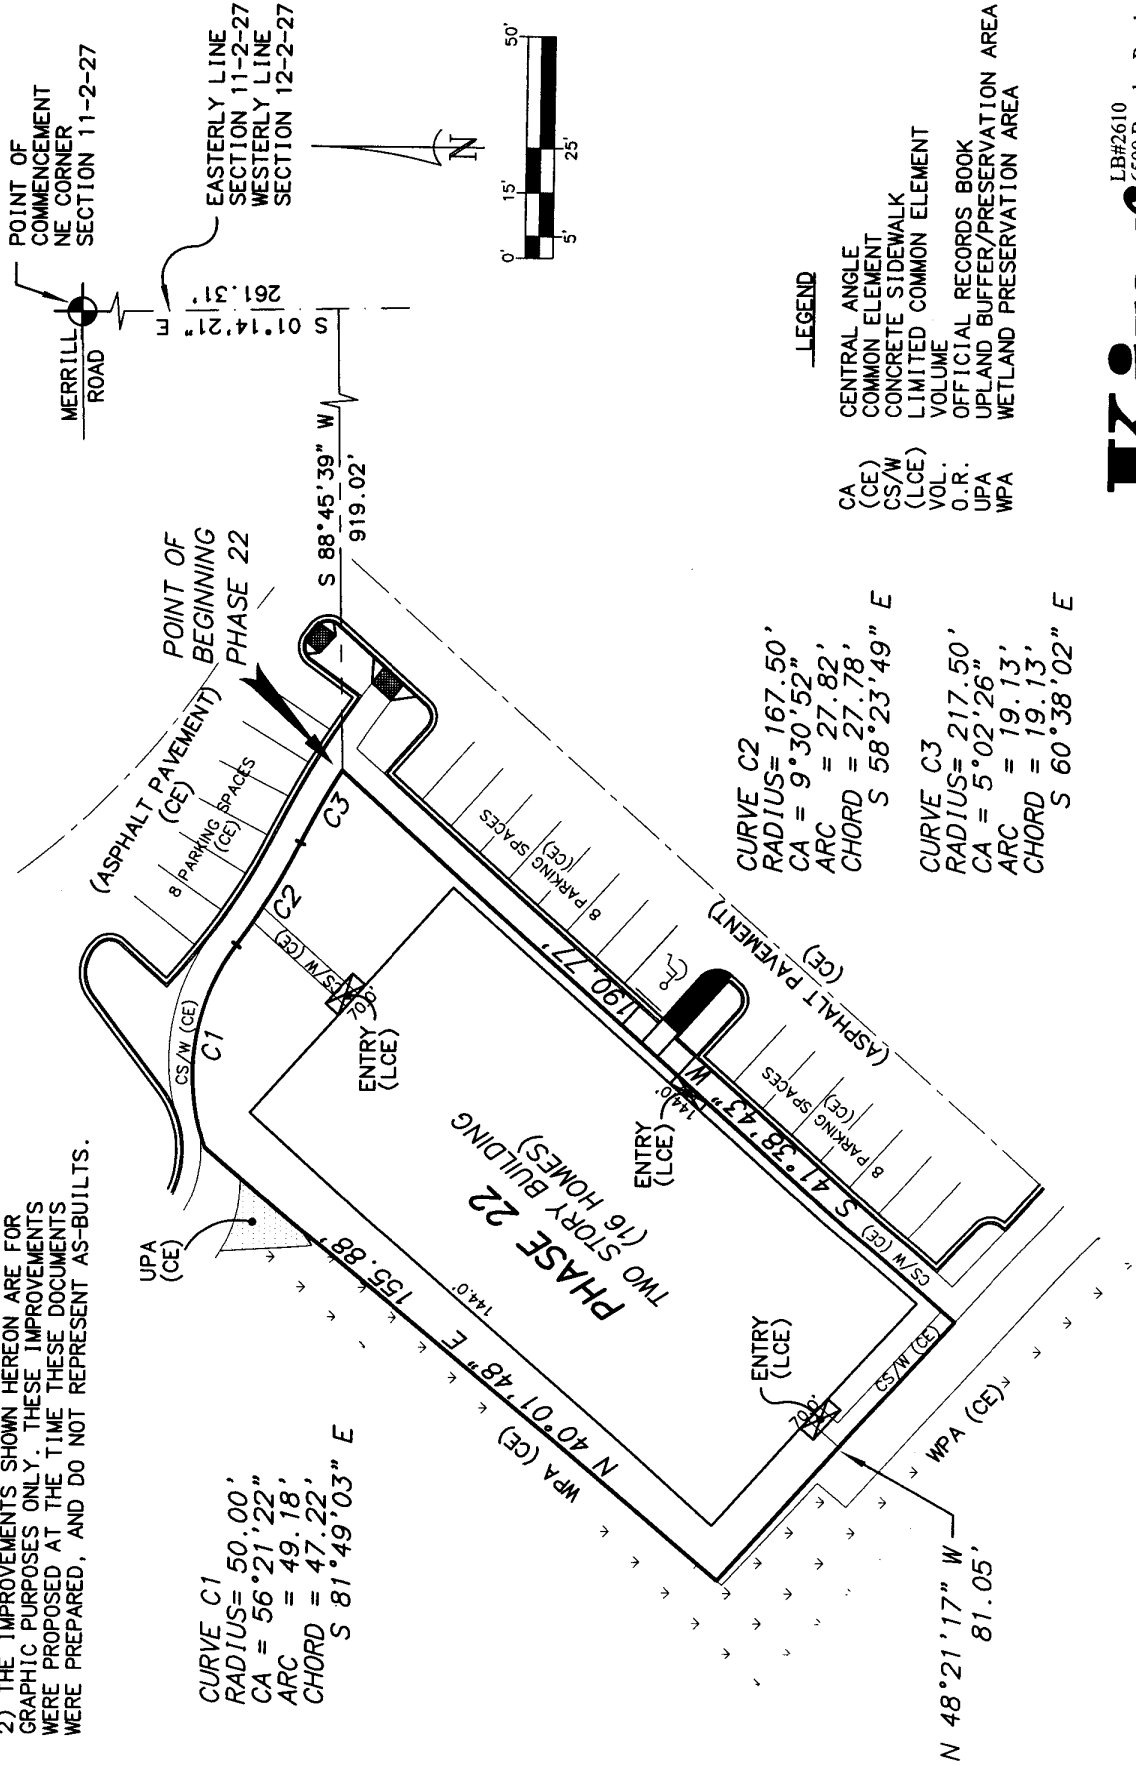 2) THE IMPROVEMENTS SHOWN HEREON ARE FOR
GRAPHIC PURPOSES ONLY. THESE IMPROVEMENTS
WERE PROPOSED AT THE TIME THESE DOCUMENTS
WERE PREPARED, AND DO NOT REPRESENT AS-BUILTS.
POINT OF
COMMENCEMENT
NE CORNER
SECTION 11-2-27
MERRILL
ROAD
S 01°14'21" E
261.31'
EASTERLY LINE
SECTION 11-2-27
WESTERLY LINE
SECTION 12-2-27
N
0'
15'
50'
5'
25'
POINT OF
BEGINNING
PHASE 22
S 88°45'39" W
919.02'
(ASPHALT PAVEMENT)
(CE)
8 PARKING SPACES
(CE)
C3
C2
C1
CS/W (CE)
CS/W (CE)
CS/W
70.0'
ENTRY
(LCE)
UPA
(CE)
155.88'
N 40°01'48" E
144.0'
WPA (CE)
PHASE 22
TWO STORY BUILDING
(16 HOMES)
ENTRY
(LCE)
144.0'
190.77'
S 41°38'43" W
8 PARKING SPACES
(CE)
8 PARKING SPACES
(CE)
(ASPHALT PAVEMENT)
(CE)
CS/W (CE)
ENTRY
(LCE)
70.0'
CS/W (CE)
WPA (CE)
N 48°21'17" W
81.05'
CURVE C1
RADIUS= 50.00'
CA = 56°21'22"
ARC = 49.18'
CHORD = 47.22'
S 81°49'03" E
CURVE C2
RADIUS= 167.50'
CA = 9°30'52"
ARC = 27.82'
CHORD = 27.78'
S 58°23'49" E
CURVE C3
RADIUS= 217.50'
CA = 5°02'26"
ARC = 19.13'
CHORD = 19.13'
S 60°38'02" E
LEGEND
CA CENTRAL ANGLE
(CE) COMMON ELEMENT
CS/W CONCRETE SIDEWALK
(LCE) LIMITED COMMON ELEMENT
VOL. VOLUME
O.R. OFFICIAL RECORDS BOOK
UPA UPLAND BUFFER/PRESERVATION AREA
WPA WETLAND PRESERVATION AREA
LB#2610